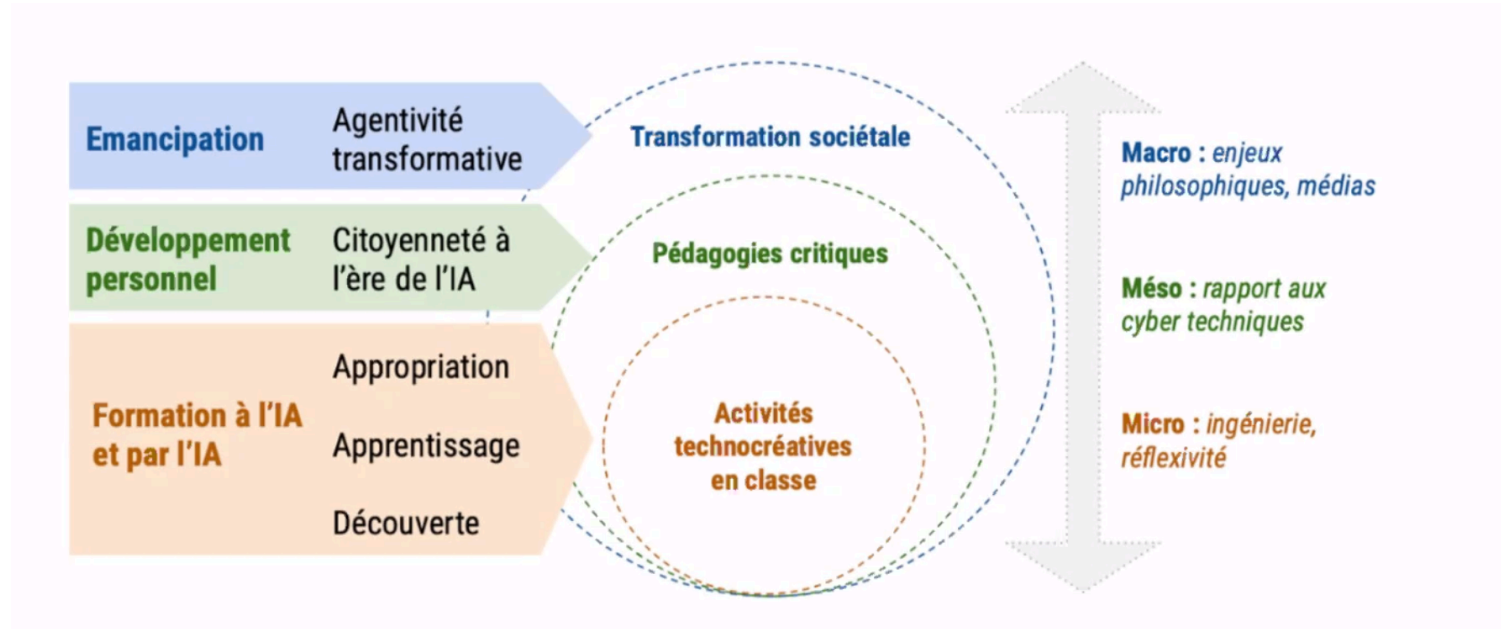 Emancipation
Agentivité
transformative
Développement
personnel
Citoyenneté à
l'ère de l'IA
Formation à l'IA
et par l'IA
Appropriation
Apprentissage
Découverte
Transformation sociétale
Pédagogies critiques
Activités
technocréatives
en classe
Macro : enjeux
philosophiques, médias
Méso : rapport aux
cyber techniques
Micro : ingénierie,
réflexivité